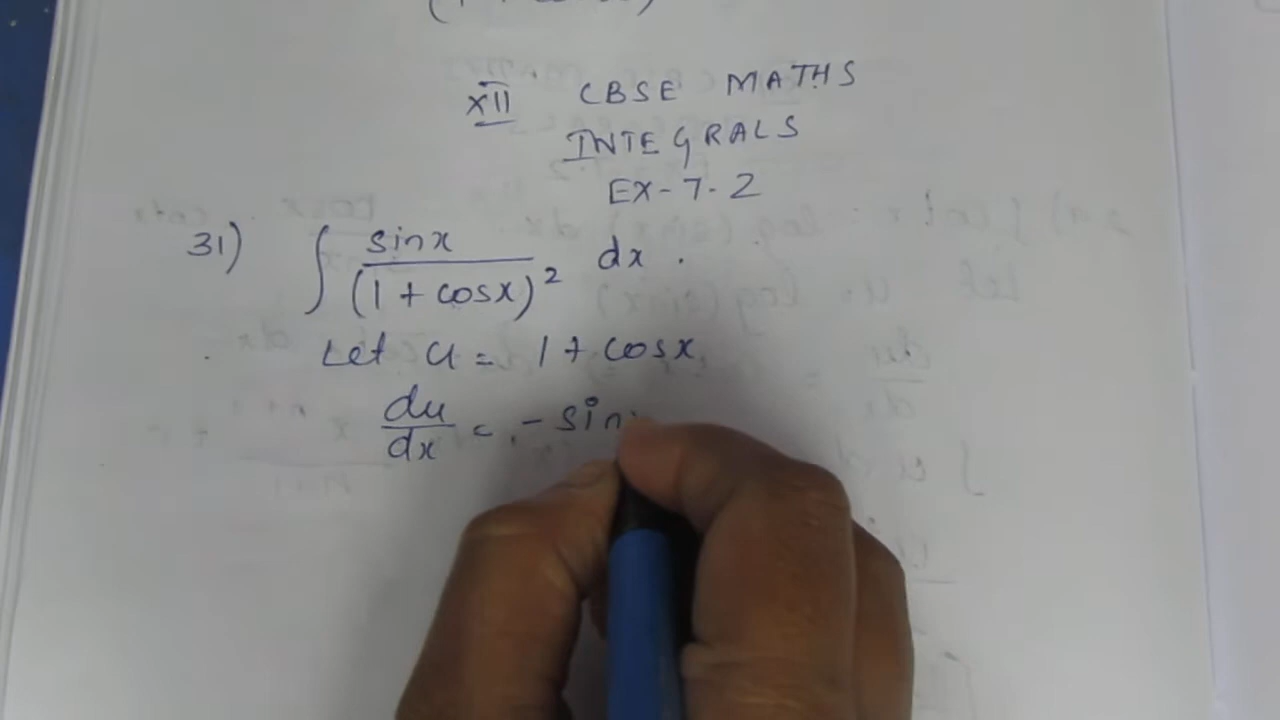 XII CBSE MATHS
INTEGRALS
EX-7.2
31) ∫ sinx / (1 + cosx)² dx.
Let u = 1 + cosx
du/dx = - sin